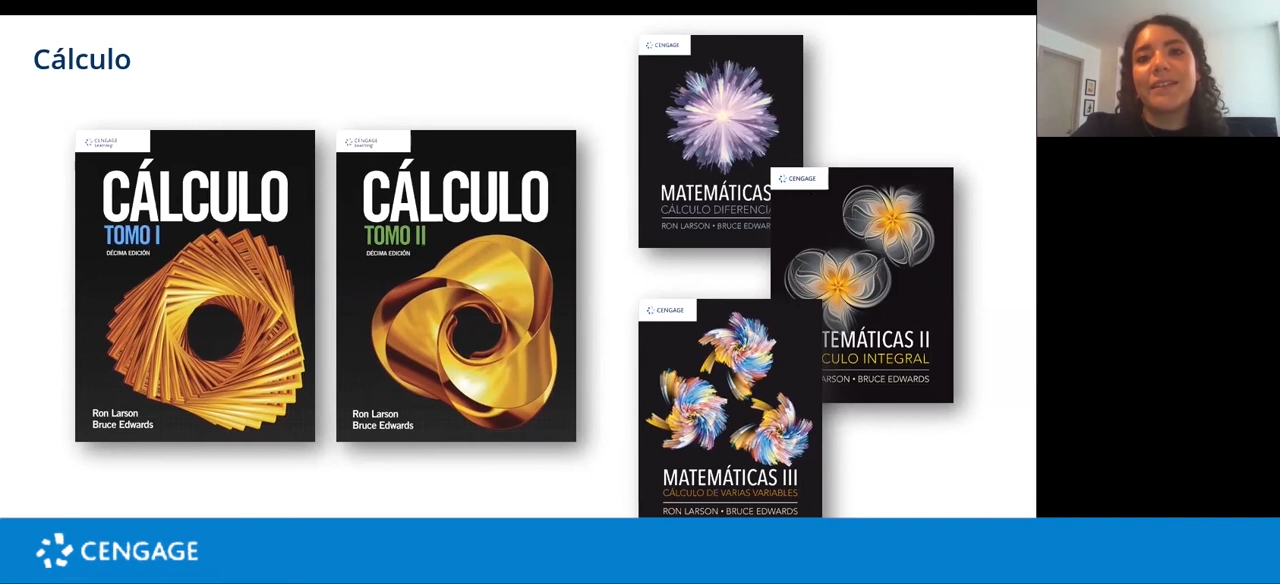 Cálculo
CENGAGE
Learning
CÁLCULO
TOMO I
DÉCIMA EDICIÓN
Ron Larson
Bruce Edwards
CENGAGE
Learning
CÁLCULO
TOMO II
DÉCIMA EDICIÓN
Ron Larson
Bruce Edwards
CENGAGE
MATEMÁTICAS
CÁLCULO DIFERENCIA
RON LARSON • BRUCE EDWAR
CENGAGE
TEMÁTICAS II
CULO INTEGRAL
ARSON • BRUCE EDWARDS
CENGAGE
MATEMÁTICAS III
CÁLCULO DE VARIAS VARIABLES
RON LARSON • BRUCE EDWARDS
CENGAGE